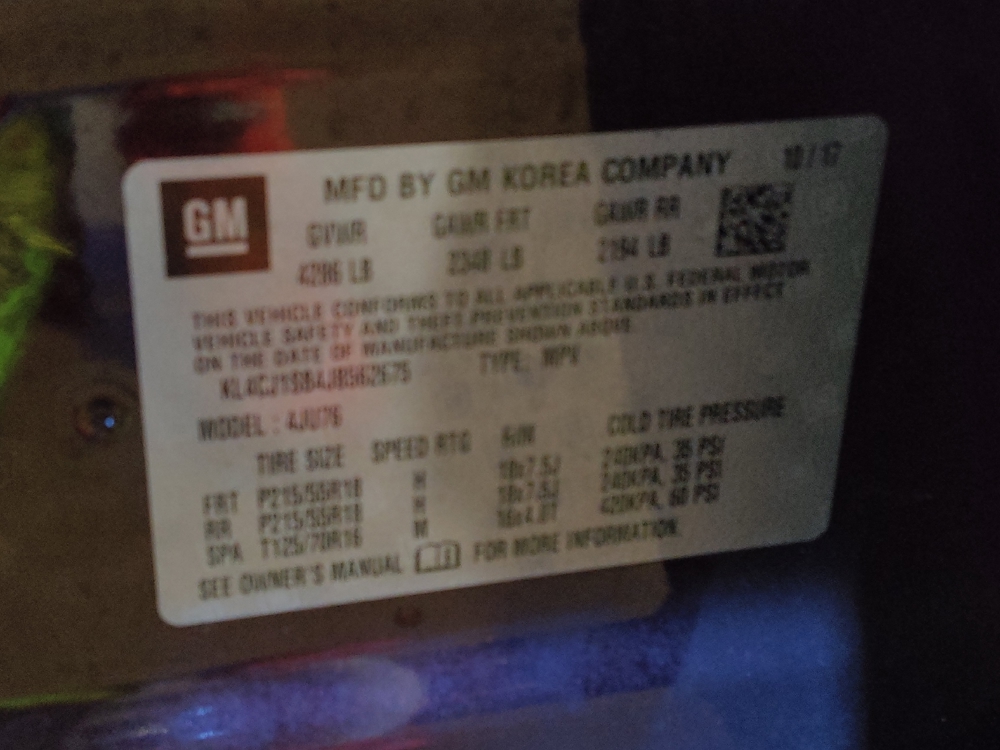 GM
MFD BY GM KOREA COMPANY 10/17
GVWR GAWR FRT GAWR RR
4286 LB 2348 LB 2194 LB
THIS VEHICLE CONFORMS TO ALL APPLICABLE U.S. FEDERAL MOTOR
VEHICLE SAFETY AND THEFT PREVENTION STANDARDS IN EFFECT
ON THE DATE OF MANUFACTURE SHOWN ABOVE.
KL4CJ1SB4JB562675 TYPE: MPV
MODEL : 4JU76
TIRE SIZE SPEED RTG RIM COLD TIRE PRESSURE
FRT P215/55R18 H 18x7.5J 240KPA, 35 PSI
RR P215/55R18 H 18x7.5J 240KPA, 35 PSI
SPA T125/70R16 M 16x4.0T 420KPA, 60 PSI
SEE OWNER'S MANUAL FOR MORE INFORMATION.